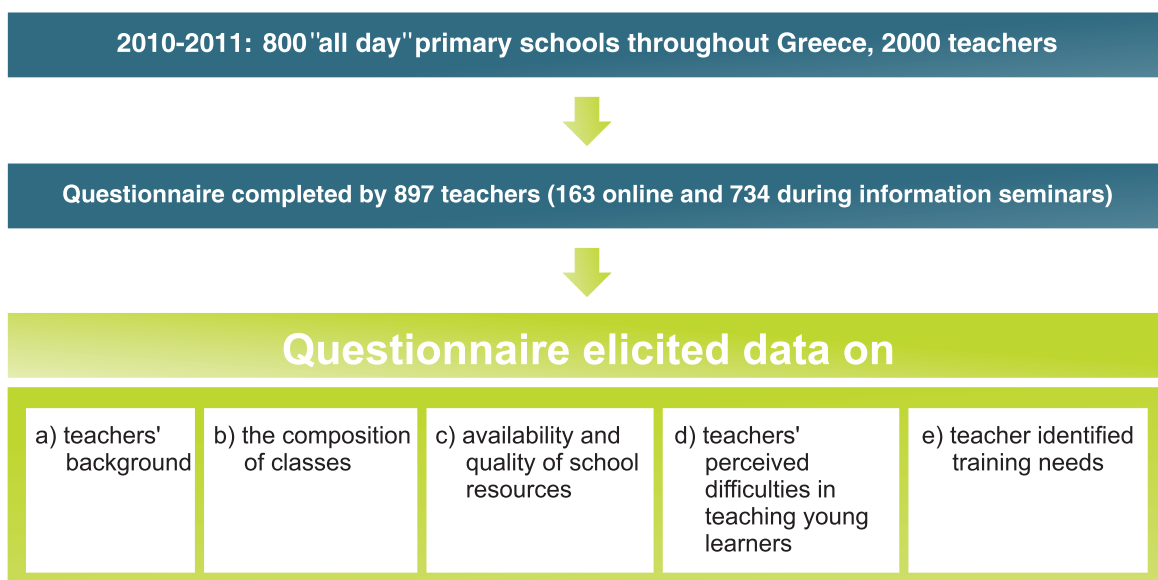 2010-2011: 800 "all day" primary schools throughout Greece, 2000 teachers
Questionnaire completed by 897 teachers (163 online and 734 during information seminars)
Questionnaire elicited data on
a) teachers'
background
b) the composition
of classes
c) availability and
quality of school
resources
d) teachers'
perceived
difficulties in
teaching young
learners
e) teacher identified
training needs